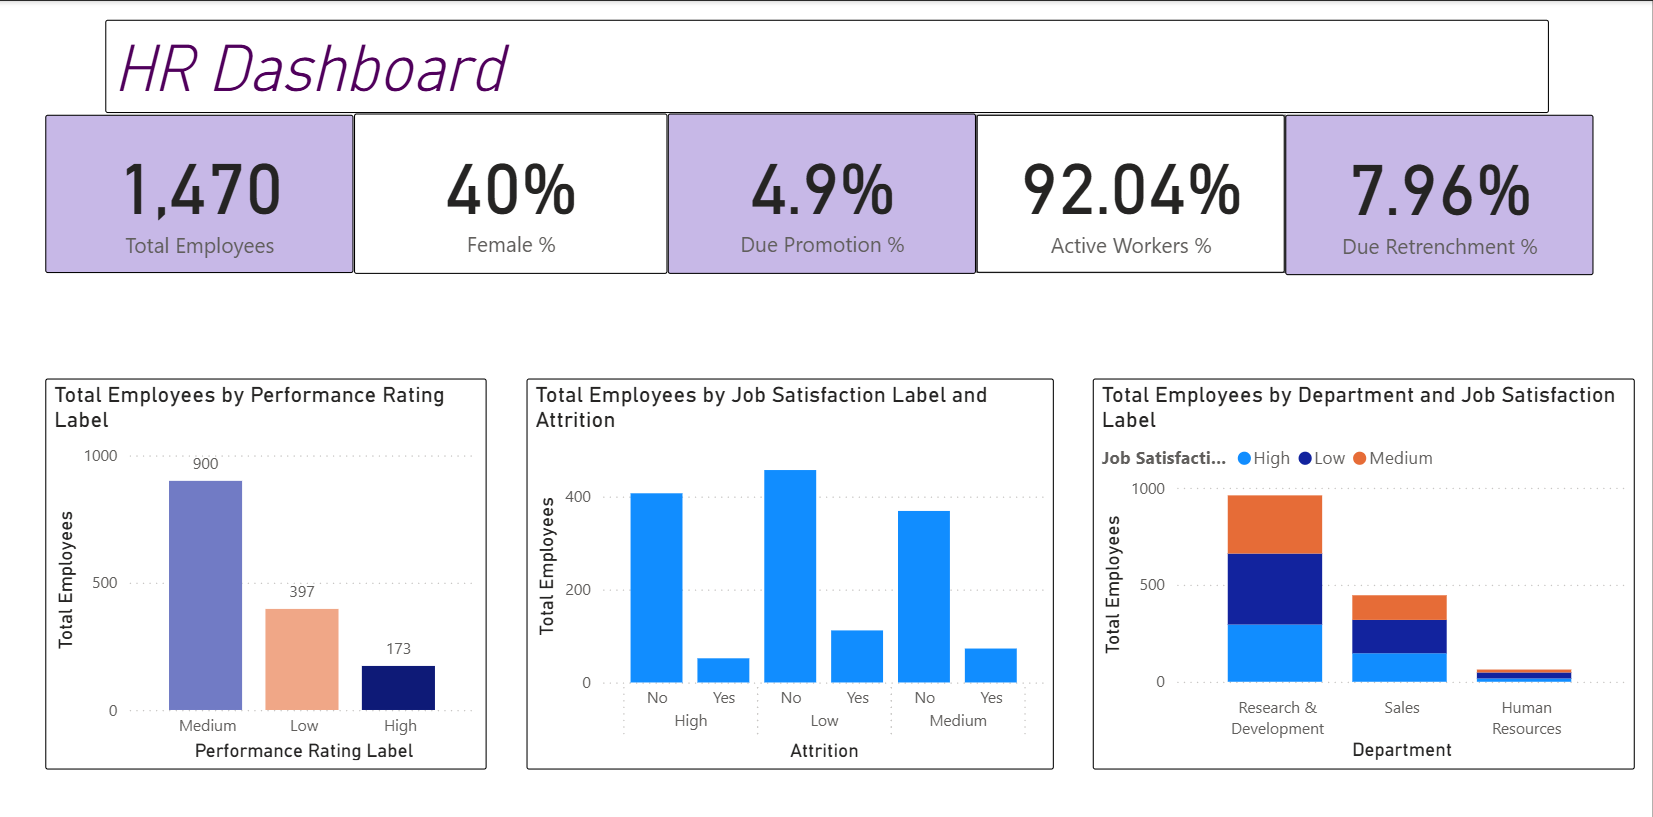 HR Dashboard
1,470
Total Employees
40%
Female %
4.9%
Due Promotion %
92.04%
Active Workers %
7.96%
Due Retrenchment %
Total Employees by Performance Rating
Label
Total Employees
1000
500
0
900
397
173
Medium
Low
High
Performance Rating Label
Total Employees by Job Satisfaction Label and
Attrition
Total Employees
400
200
0
No
Yes
No
Yes
No
Yes
High
Low
Medium
Attrition
Total Employees by Department and Job Satisfaction
Label
Job Satisfacti... High Low Medium
Total Employees
1000
500
0
Research &
Development
Sales
Human
Resources
Department